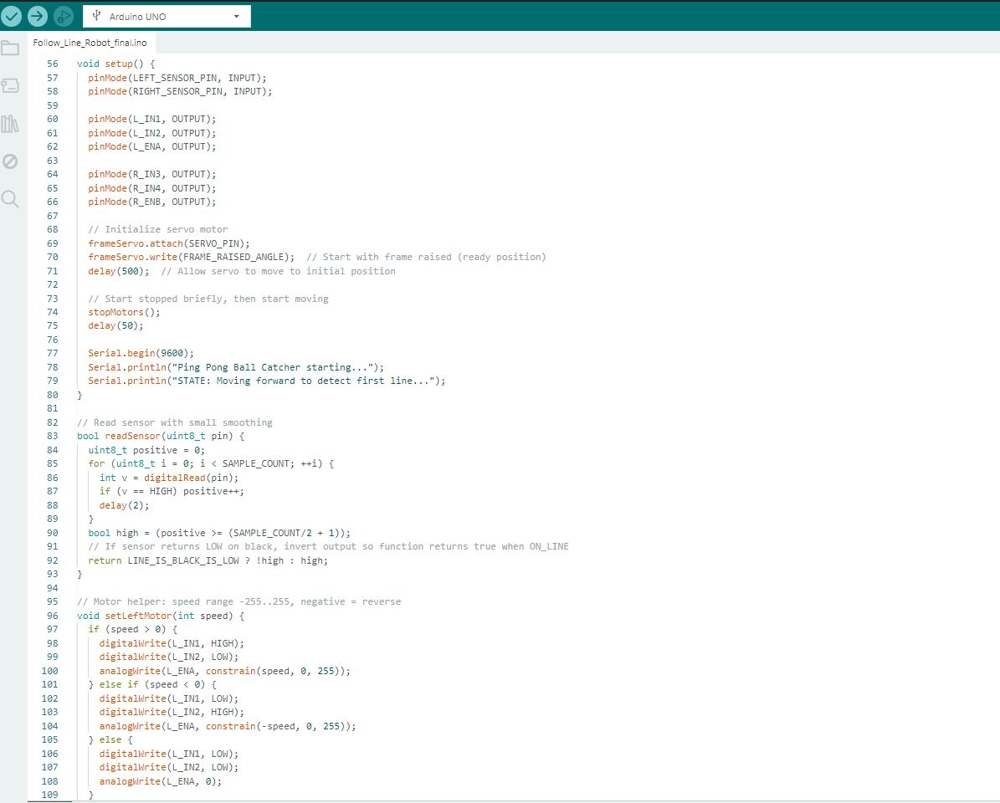 Arduino UNO
Follow_Line_Robot_final.ino
56 void setup() {
57   pinMode(LEFT_SENSOR_PIN, INPUT);
58   pinMode(RIGHT_SENSOR_PIN, INPUT);
59
60   pinMode(L_IN1, OUTPUT);
61   pinMode(L_IN2, OUTPUT);
62   pinMode(L_ENA, OUTPUT);
63
64   pinMode(R_IN3, OUTPUT);
65   pinMode(R_IN4, OUTPUT);
66   pinMode(R_ENB, OUTPUT);
67
68   // Initialize servo motor
69   frameServo.attach(SERVO_PIN);
70   frameServo.write(FRAME_RAISED_ANGLE);  // Start with frame raised (ready position)
71   delay(500);  // Allow servo to move to initial position
72
73   // Start stopped briefly, then start moving
74   stopMotors();
75   delay(50);
76
77   Serial.begin(9600);
78   Serial.println("Ping Pong Ball Catcher starting...");
79   Serial.println("STATE: Moving forward to detect first line...");
80 }
81
82 // Read sensor with small smoothing
83 bool readSensor(uint8_t pin) {
84   uint8_t positive = 0;
85   for (uint8_t i = 0; i < SAMPLE_COUNT; ++i) {
86     int v = digitalRead(pin);
87     if (v == HIGH) positive++;
88     delay(2);
89   }
90   bool high = (positive >= (SAMPLE_COUNT/2 + 1));
91   // If sensor returns LOW on black, invert output so function returns true when ON_LINE
92   return LINE_IS_BLACK_IS_LOW ? !high : high;
93 }
94
95 // Motor helper: speed range -255..255, negative = reverse
96 void setLeftMotor(int speed) {
97   if (speed > 0) {
98     digitalWrite(L_IN1, HIGH);
99     digitalWrite(L_IN2, LOW);
100     analogWrite(L_ENA, constrain(speed, 0, 255));
101   } else if (speed < 0) {
102     digitalWrite(L_IN1, LOW);
103     digitalWrite(L_IN2, HIGH);
104     analogWrite(L_ENA, constrain(-speed, 0, 255));
105   } else {
106     digitalWrite(L_IN1, LOW);
107     digitalWrite(L_IN2, LOW);
108     analogWrite(L_ENA, 0);
109   }